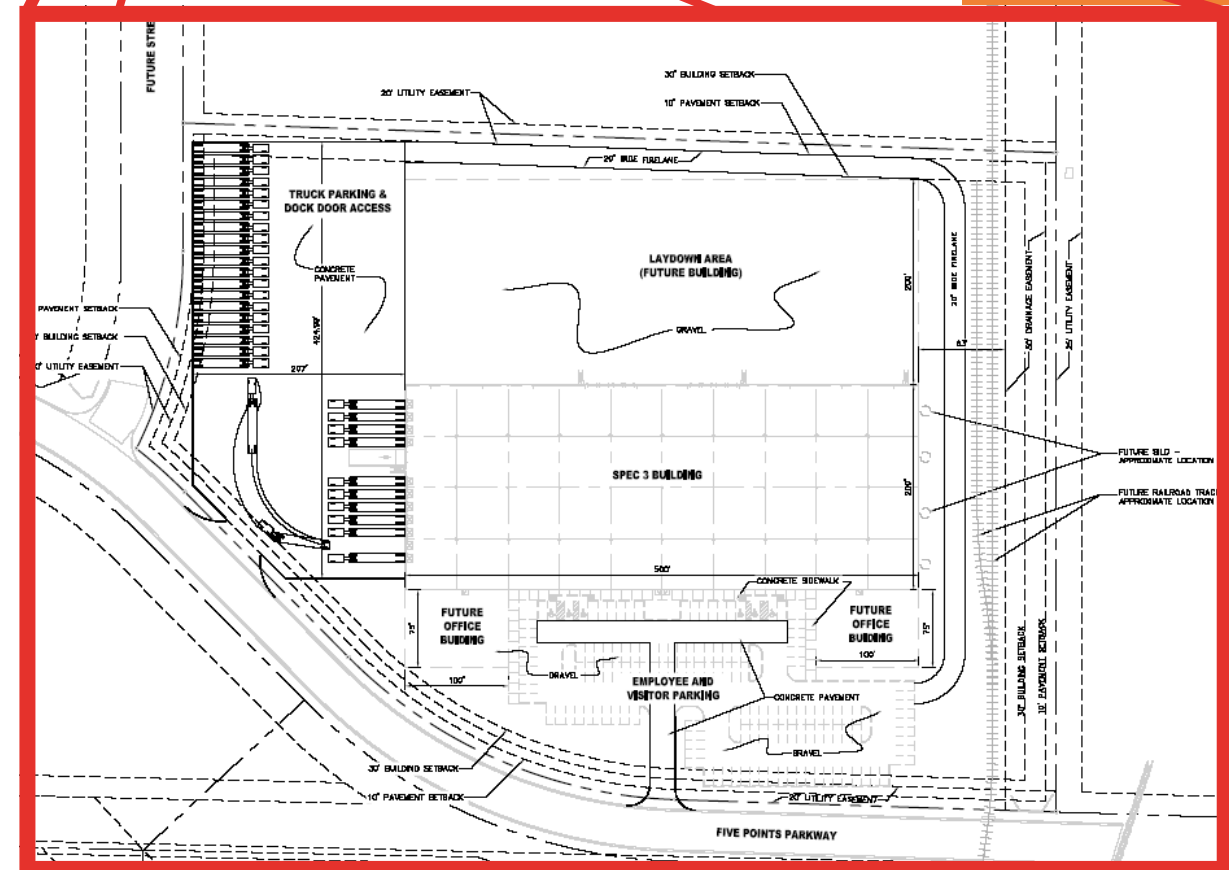 FUTURE STRE
30' BUILDING SETBACK
20' UTILITY EASEMENT
10' PAVEMENT SETBACK
20' WIDE FIRELANE
TRUCK PARKING &
DOCK DOOR ACCESS
LAYDOWN AREA
(FUTURE BUILDING)
CONCRETE
PAVEMENT
GRAVEL
200'
20' WIDE FIRELANE
50' DRAINAGE EASEMENT
25' UTILITY EASEMENT
PAVEMENT SETBACK
BUILDING SETBACK
UTILITY EASEMENT
207'
63'
SPEC 3 BUILDING
200'
FUTURE SILO -
APPROXIMATE LOCATION
FUTURE RAILROAD TRAC
APPROXIMATE LOCATION
500'
CONCRETE SIDEWALK
FUTURE
OFFICE
BUILDING
75'
100'
FUTURE
OFFICE
BUILDING
75'
100'
GRAVEL
EMPLOYEE AND
VISITOR PARKING
CONCRETE PAVEMENT
GRAVEL
30' BUILDING SETBACK
10' PAVEMENT SETBACK
30' BUILDING SETBACK
10' PAVEMENT SETBACK
20' UTILITY EASEMENT
FIVE POINTS PARKWAY